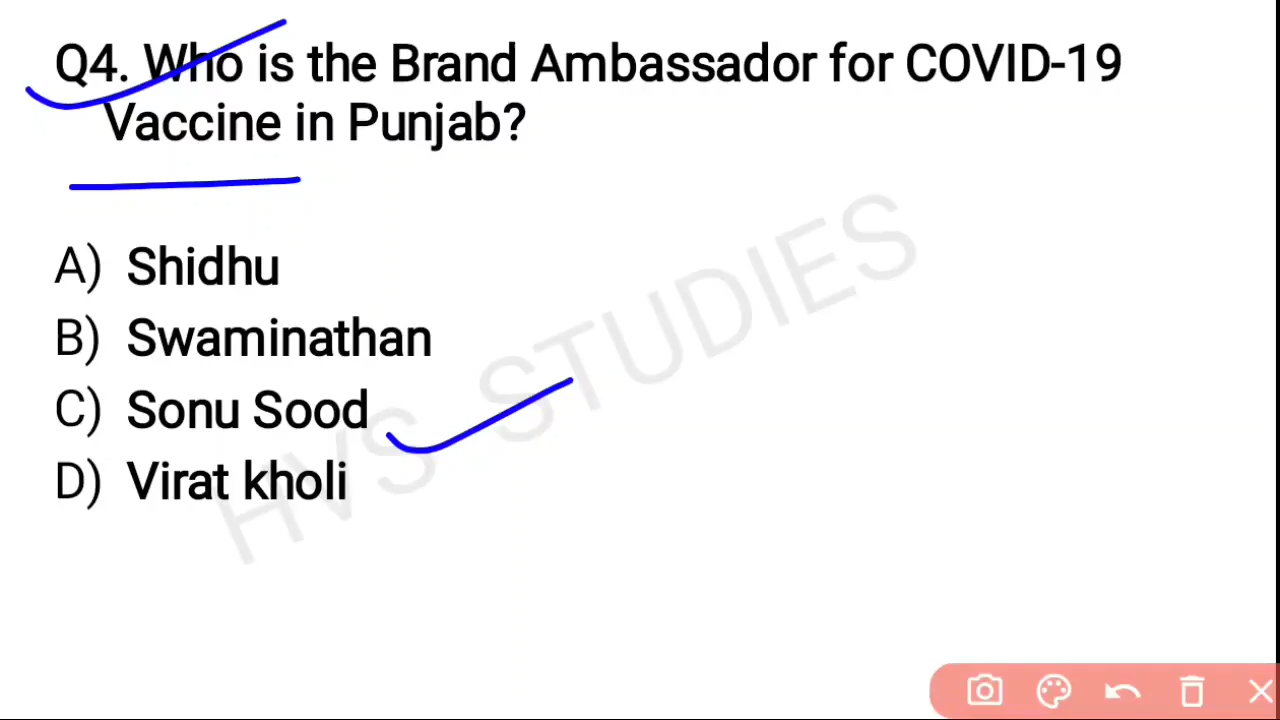 Q4. Who is the Brand Ambassador for COVID-19
Vaccine in Punjab?
A) Shidhu
B) Swaminathan
C) Sonu Sood
D) Virat kholi
HVS STUDIES